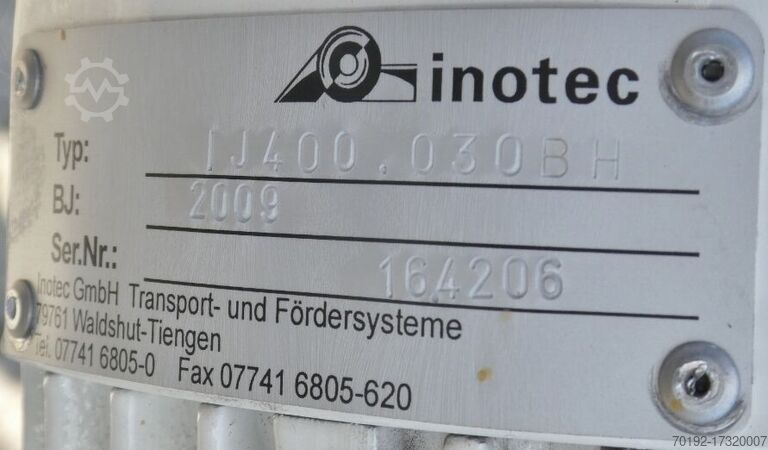 inotec
Typ: IJ400.030BH
BJ: 2009
Ser.Nr.: 164206
Inotec GmbH Transport- und Fördersysteme
79761 Waldshut-Tiengen
Tel. 07741 6805-0 Fax 07741 6805-620
70192-17320007